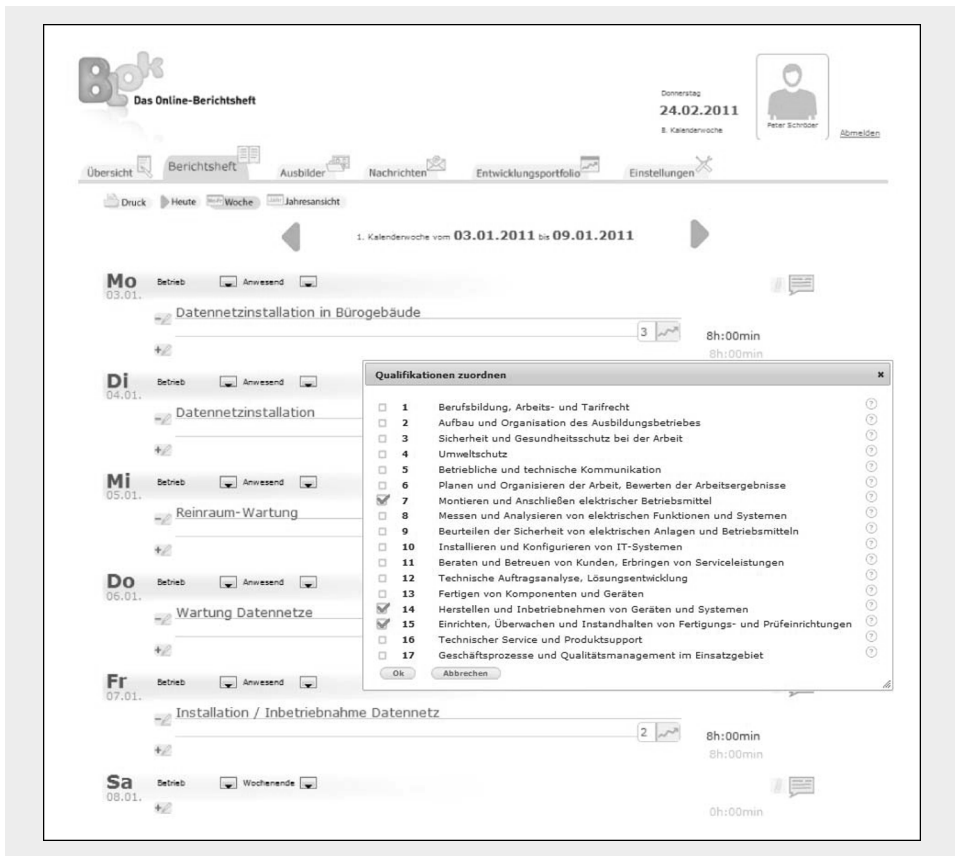 Blok
Das Online-Berichtsheft
Donnerstag
24.02.2011
8. Kalenderwoche
Peter Schröder
Abmelden
Übersicht Berichtsheft Ausbilder Nachrichten Entwicklungsportfolio Einstellungen
Druck Heute Woche Jahresansicht
1. Kalenderwoche vom 03.01.2011 bis 09.01.2011
Mo Betrieb Anwesend
03.01.
Datennetzinstallation in Bürogebäude
3 8h:00min
8h:00min
Di Betrieb Anwesend
04.01.
Datennetzinstallation
Mi Betrieb Anwesend
05.01.
Reinraum-Wartung
Do Betrieb Anwesend
06.01.
Wartung Datennetze
Fr Betrieb Anwesend
07.01.
Installation / Inbetriebnahme Datennetz
2 8h:00min
8h:00min
Sa Betrieb Wochenende
08.01.
0h:00min
Qualifikationen zuordnen
1 Berufsbildung, Arbeits- und Tarifrecht
2 Aufbau und Organisation des Ausbildungsbetriebes
3 Sicherheit und Gesundheitsschutz bei der Arbeit
4 Umweltschutz
5 Betriebliche und technische Kommunikation
6 Planen und Organisieren der Arbeit, Bewerten der Arbeitsergebnisse
7 Montieren und Anschließen elektrischer Betriebsmittel
8 Messen und Analysieren von elektrischen Funktionen und Systemen
9 Beurteilen der Sicherheit von elektrischen Anlagen und Betriebsmitteln
10 Installieren und Konfigurieren von IT-Systemen
11 Beraten und Betreuen von Kunden, Erbringen von Serviceleistungen
12 Technische Auftragsanalyse, Lösungsentwicklung
13 Fertigen von Komponenten und Geräten
14 Herstellen und Inbetriebnehmen von Geräten und Systemen
15 Einrichten, Überwachen und Instandhalten von Fertigungs- und Prüfeinrichtungen
16 Technischer Service und Produktsupport
17 Geschäftsprozesse und Qualitätsmanagement im Einsatzgebiet
Ok Abbrechen